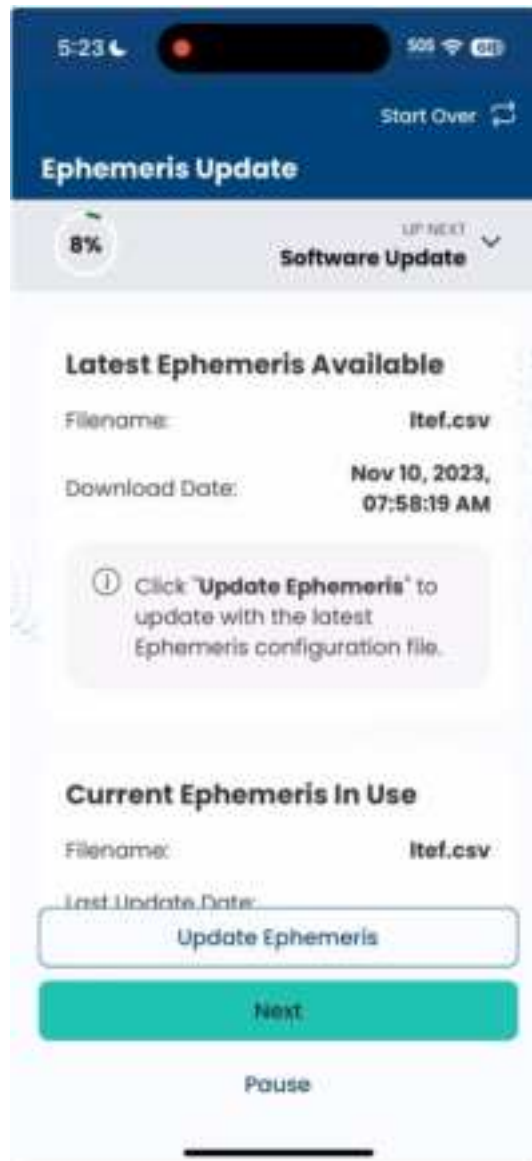 5:23
SOS 68
Start Over
Ephemeris Update
8%
UP NEXT
Software Update
Latest Ephemeris Available
Filename: ltef.csv
Download Date: Nov 10, 2023,
07:58:19 AM
Click "Update Ephemeris" to
update with the latest
Ephemeris configuration file.
Current Ephemeris In Use
Filename: ltef.csv
Last Update Date:
Update Ephemeris
Next
Pause